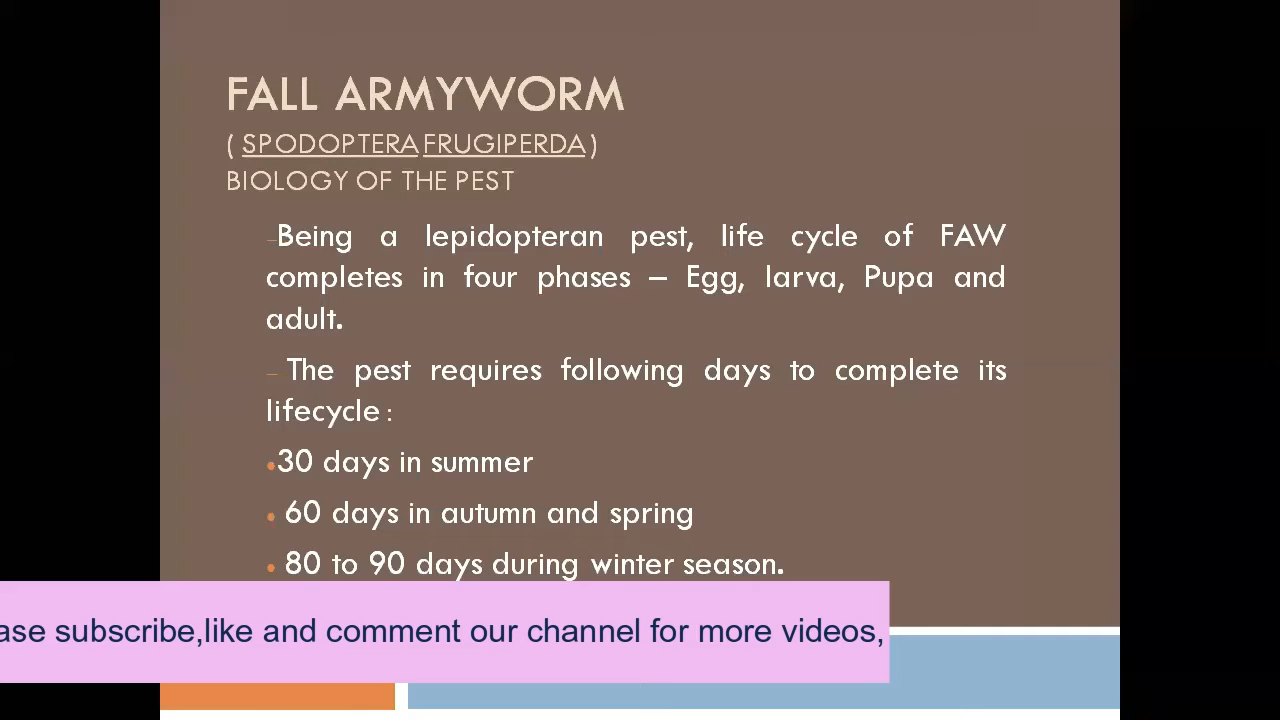 FALL ARMYWORM
( SPODOPTERA FRUGIPERDA )
BIOLOGY OF THE PEST
–Being a lepidopteran pest, life cycle of FAW
completes in four phases – Egg, larva, Pupa and
adult.
– The pest requires following days to complete its
lifecycle :
•30 days in summer
• 60 days in autumn and spring
• 80 to 90 days during winter season.
ase subscribe,like and comment our channel for more videos,